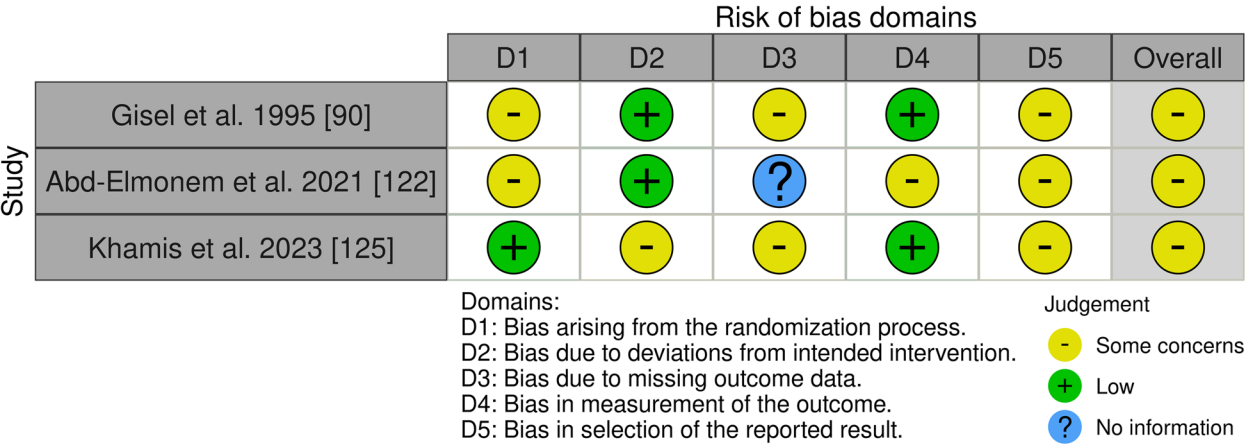 Risk of bias domains
D1 D2 D3 D4 D5 Overall
Study
Gisel et al. 1995 [90] - + - + - -
Abd-Elmonem et al. 2021 [122] - + ? - - -
Khamis et al. 2023 [125] + - - + - -
Domains:
D1: Bias arising from the randomization process.
D2: Bias due to deviations from intended intervention.
D3: Bias due to missing outcome data.
D4: Bias in measurement of the outcome.
D5: Bias in selection of the reported result.
Judgement
- Some concerns
+ Low
? No information